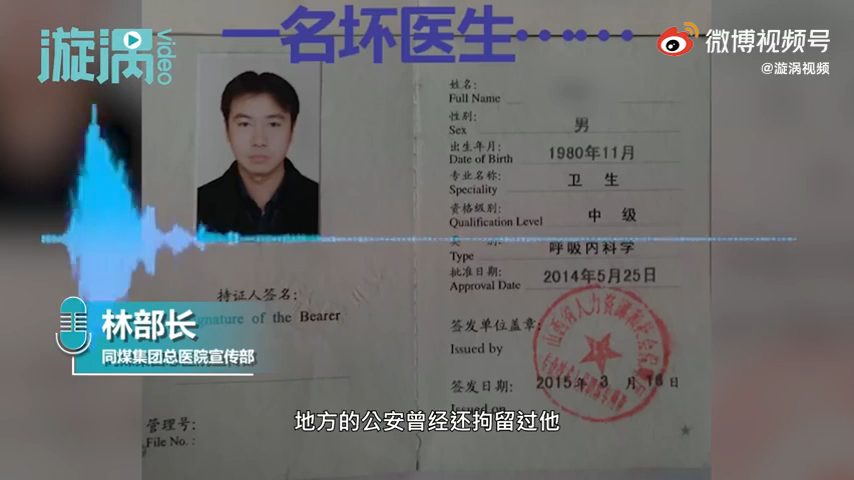 一名坏医生……
漩涡
video
微博视频号
@漩涡视频
姓名:
Full Name
性别:
Sex
男
出生年月:
Date of Birth
1980年11月
专业名称:
Speciality
卫生
资格级别:
Qualification Level
中级
Type
呼吸内科学
批准日期:
Approval Date
2014年5月25日
持证人签名:
Signature of the Bearer
签发单位盖章:
Issued by
签发日期:
2015年3月16日
Issued on
管理号:
File No.:
林部长
同煤集团总医院宣传部
地方的公安曾经还拘留过他